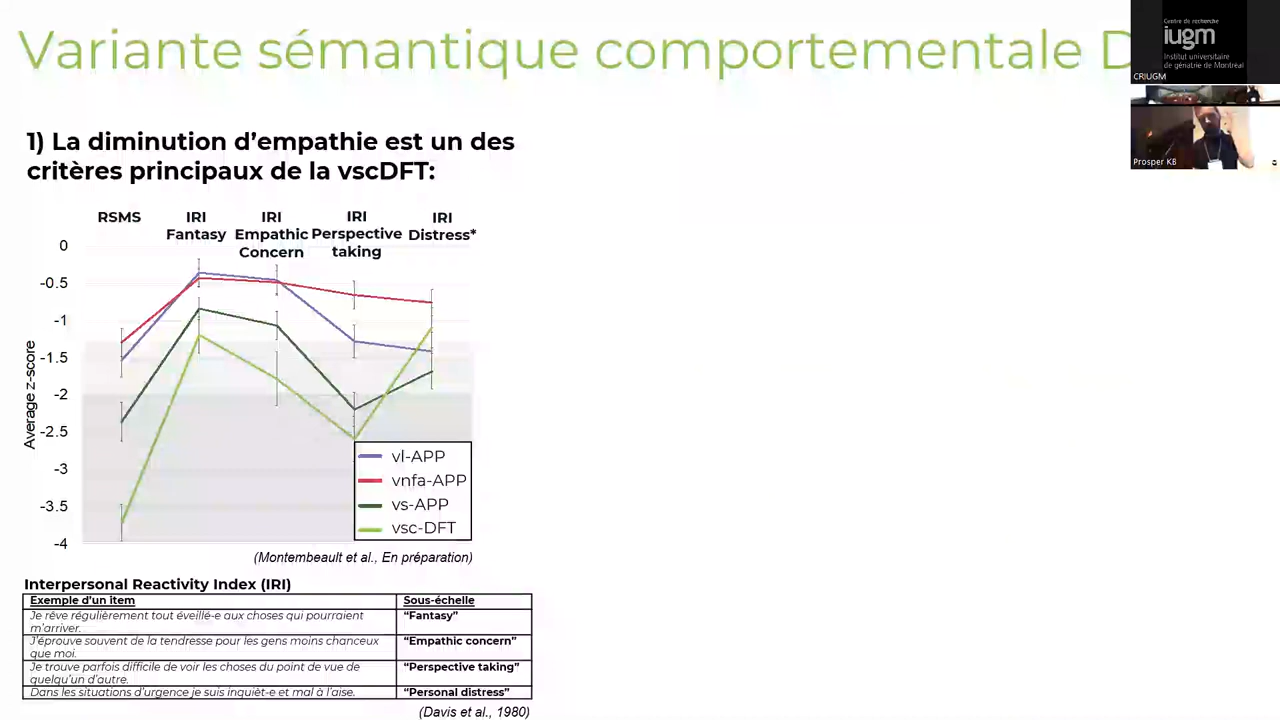 Variante sémantique comportementale D
Centre de recherche
iugm
Institut universitaire
de gériatrie de Montréal
CRIUGM
Prosper KB
1) La diminution d'empathie est un des
critères principaux de la vscDFT:
RSMS
IRI
Fantasy
IRI
Empathic
Concern
IRI
Perspective
taking
IRI
Distress*
Average z-score
0
-0.5
-1
-1.5
-2
-2.5
-3
-3.5
-4
vl-APP
vnfa-APP
vs-APP
vsc-DFT
(Montembeault et al., En préparation)
Interpersonal Reactivity Index (IRI)
Exemple d'un item Sous-échelle
Je rêve régulièrement tout éveillé-e aux choses qui pourraient
m'arriver.
"Fantasy"
J'éprouve souvent de la tendresse pour les gens moins chanceux
que moi.
"Empathic concern"
Je trouve parfois difficile de voir les choses du point de vue de
quelqu'un d'autre.
"Perspective taking"
Dans les situations d'urgence je suis inquièt-e et mal à l'aise. "Personal distress"
(Davis et al., 1980)